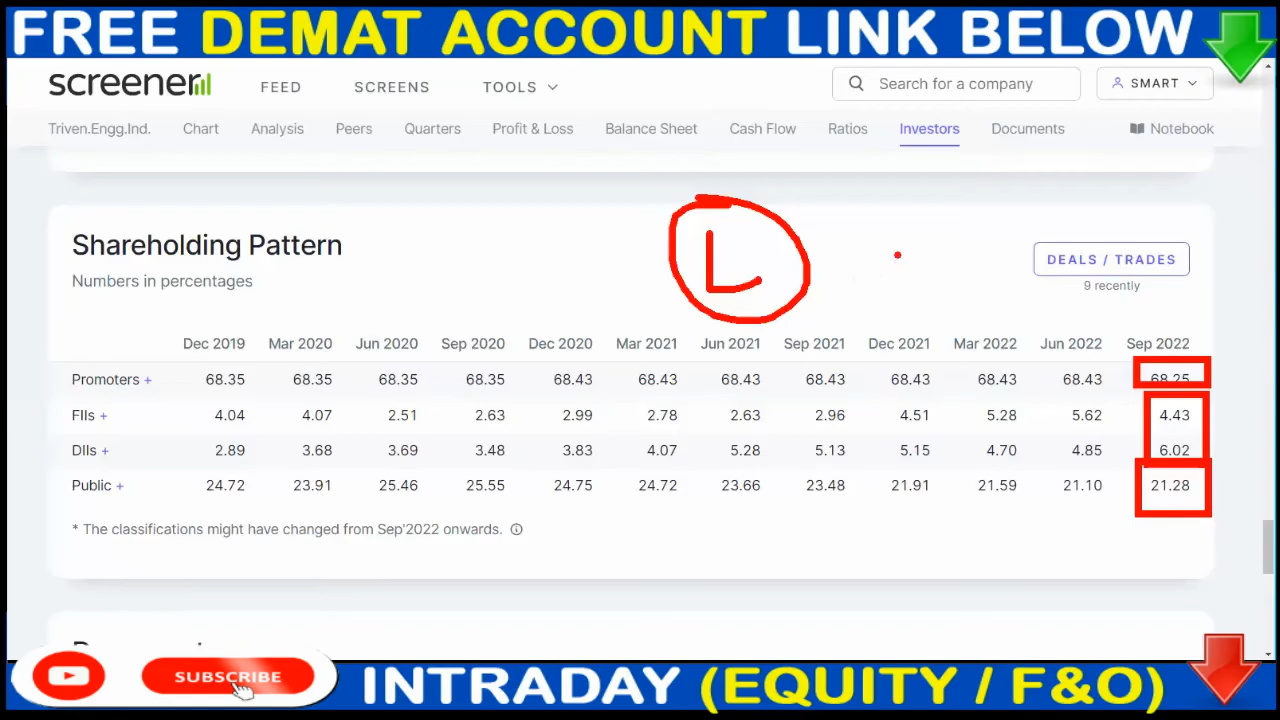 FREE DEMAT ACCOUNT LINK BELOW
screener FEED SCREENS TOOLS Search for a company SMART
Triven.Engg.Ind. Chart Analysis Peers Quarters Profit & Loss Balance Sheet Cash Flow Ratios Investors Documents Notebook
L
Shareholding Pattern
DEALS / TRADES
Numbers in percentages
9 recently
Dec 2019 Mar 2020 Jun 2020 Sep 2020 Dec 2020 Mar 2021 Jun 2021 Sep 2021 Dec 2021 Mar 2022 Jun 2022 Sep 2022
Promoters + 68.35 68.35 68.35 68.35 68.43 68.43 68.43 68.43 68.43 68.43 68.43 68.25
FIIs + 4.04 4.07 2.51 2.63 2.99 2.78 2.63 2.96 4.51 5.28 5.62 4.43
DIIs + 2.89 3.68 3.69 3.48 3.83 4.07 5.28 5.13 5.15 4.70 4.85 6.02
Public + 24.72 23.91 25.46 25.55 24.75 24.72 23.66 23.48 21.91 21.59 21.10 21.28
* The classifications might have changed from Sep'2022 onwards.
SUBSCRIBE
INTRADAY (EQUITY / F&O)